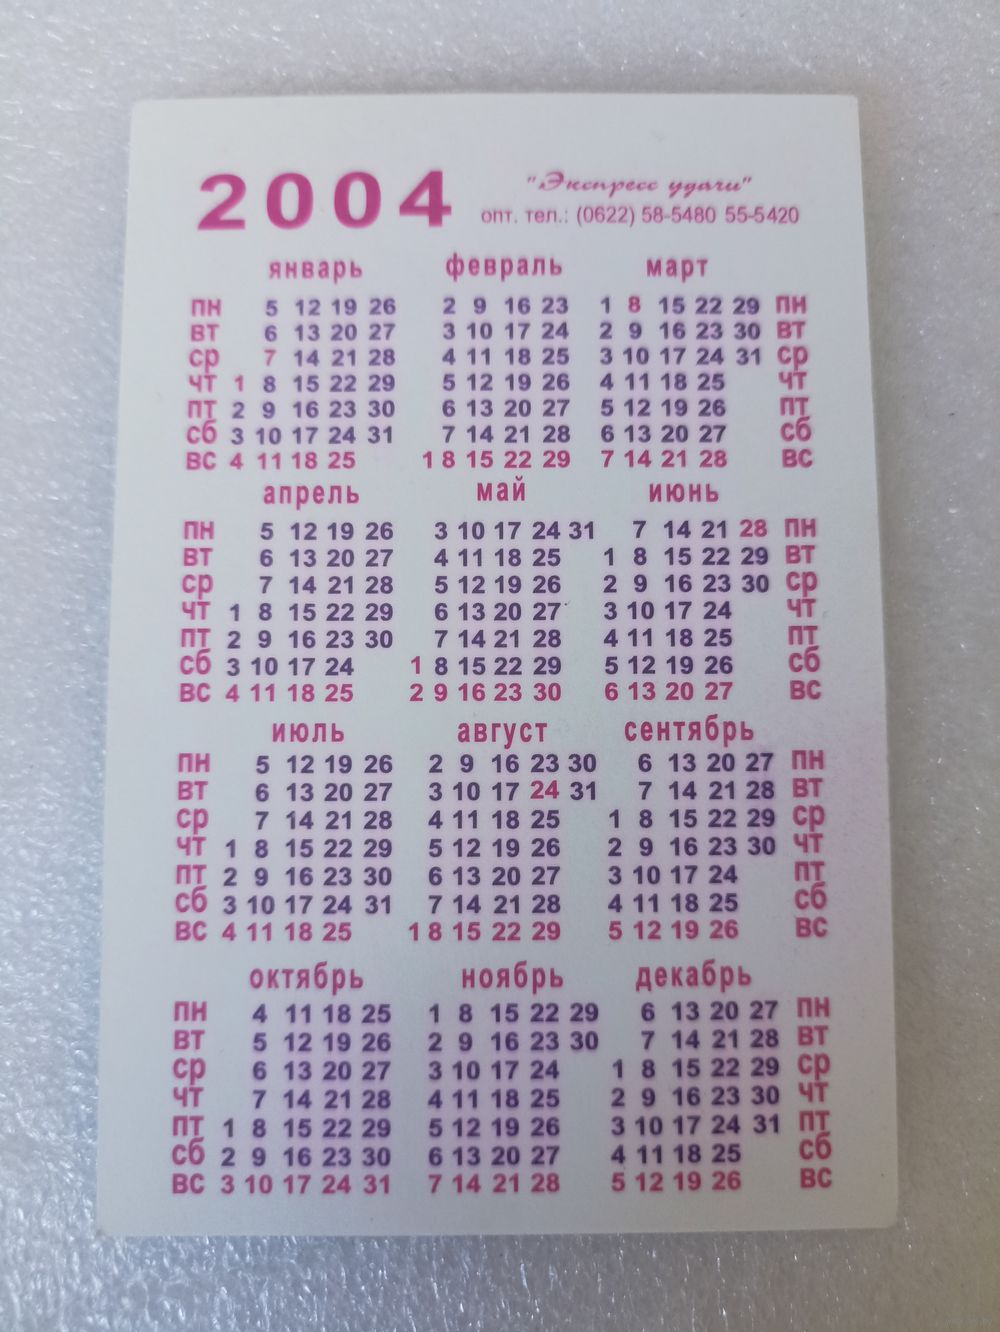 2004
"Экспресс удачи"
опт. тел.: (0622) 58-5480 55-5420
январь февраль март
пн 5 12 19 26 2 9 16 23 1 8 15 22 29 пн
вт 6 13 20 27 3 10 17 24 2 9 16 23 30 вт
ср 7 14 21 28 4 11 18 25 3 10 17 24 31 ср
чт 1 8 15 22 29 5 12 19 26 4 11 18 25 чт
пт 2 9 16 23 30 6 13 20 27 5 12 19 26 пт
сб 3 10 17 24 31 7 14 21 28 6 13 20 27 сб
вс 4 11 18 25 1 8 15 22 29 7 14 21 28 вс
апрель май июнь
пн 5 12 19 26 3 10 17 24 31 7 14 21 28 пн
вт 6 13 20 27 4 11 18 25 1 8 15 22 29 вт
ср 7 14 21 28 5 12 19 26 2 9 16 23 30 ср
чт 1 8 15 22 29 6 13 20 27 3 10 17 24 чт
пт 2 9 16 23 30 7 14 21 28 4 11 18 25 пт
сб 3 10 17 24 1 8 15 22 29 5 12 19 26 сб
вс 4 11 18 25 2 9 16 23 30 6 13 20 27 вс
июль август сентябрь
пн 5 12 19 26 2 9 16 23 30 6 13 20 27 пн
вт 6 13 20 27 3 10 17 24 31 7 14 21 28 вт
ср 7 14 21 28 4 11 18 25 1 8 15 22 29 ср
чт 1 8 15 22 29 5 12 19 26 2 9 16 23 30 чт
пт 2 9 16 23 30 6 13 20 27 3 10 17 24 пт
сб 3 10 17 24 31 7 14 21 28 4 11 18 25 сб
вс 4 11 18 25 1 8 15 22 29 5 12 19 26 вс
октябрь ноябрь декабрь
пн 4 11 18 25 1 8 15 22 29 6 13 20 27 пн
вт 5 12 19 26 2 9 16 23 30 7 14 21 28 вт
ср 6 13 20 27 3 10 17 24 1 8 15 22 29 ср
чт 7 14 21 28 4 11 18 25 2 9 16 23 30 чт
пт 1 8 15 22 29 5 12 19 26 3 10 17 24 31 пт
сб 2 9 16 23 30 6 13 20 27 4 11 18 25 сб
вс 3 10 17 24 31 7 14 21 28 5 12 19 26 вс